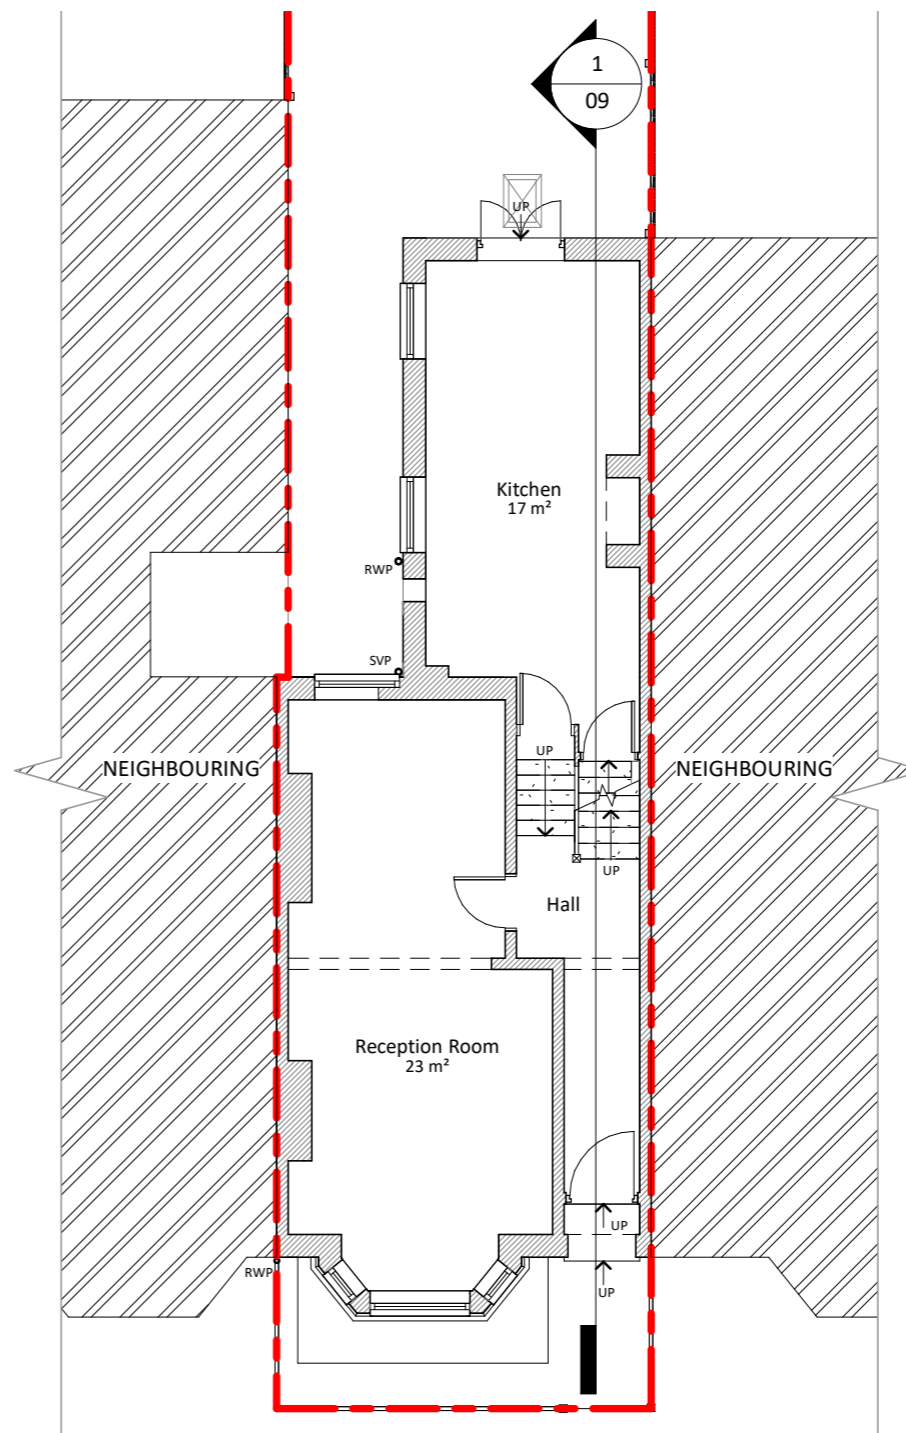 1
09
UP
Kitchen
17 m²
RWP
SVP
NEIGHBOURING
UP
NEIGHBOURING
UP
Hall
Reception Room
23 m²
UP
RWP
UP